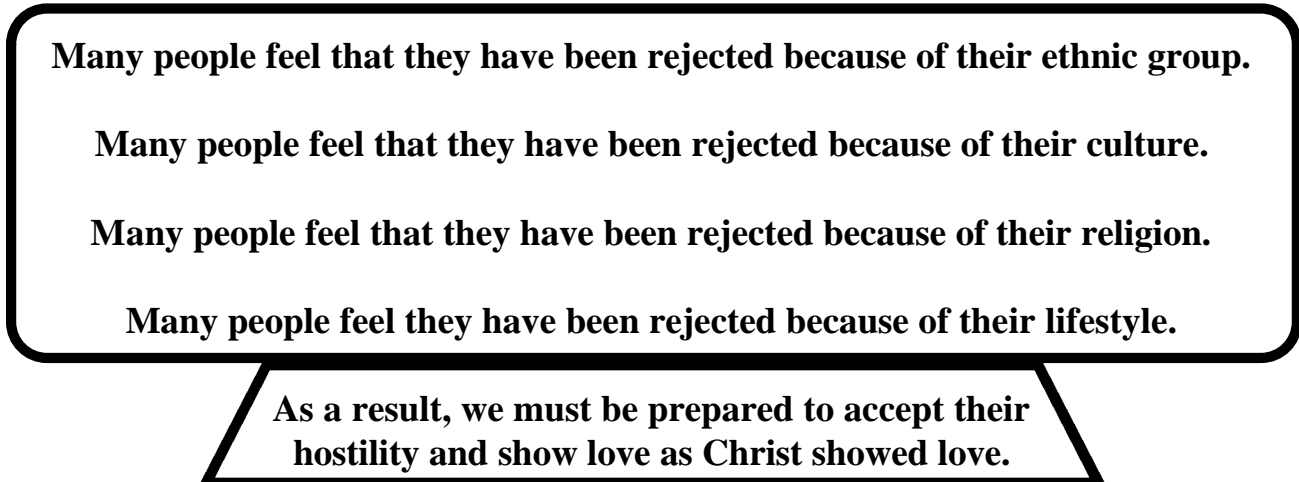 Many people feel that they have been rejected because of their ethnic group.
Many people feel that they have been rejected because of their culture.
Many people feel that they have been rejected because of their religion.
Many people feel they have been rejected because of their lifestyle.
As a result, we must be prepared to accept their
hostility and show love as Christ showed love.